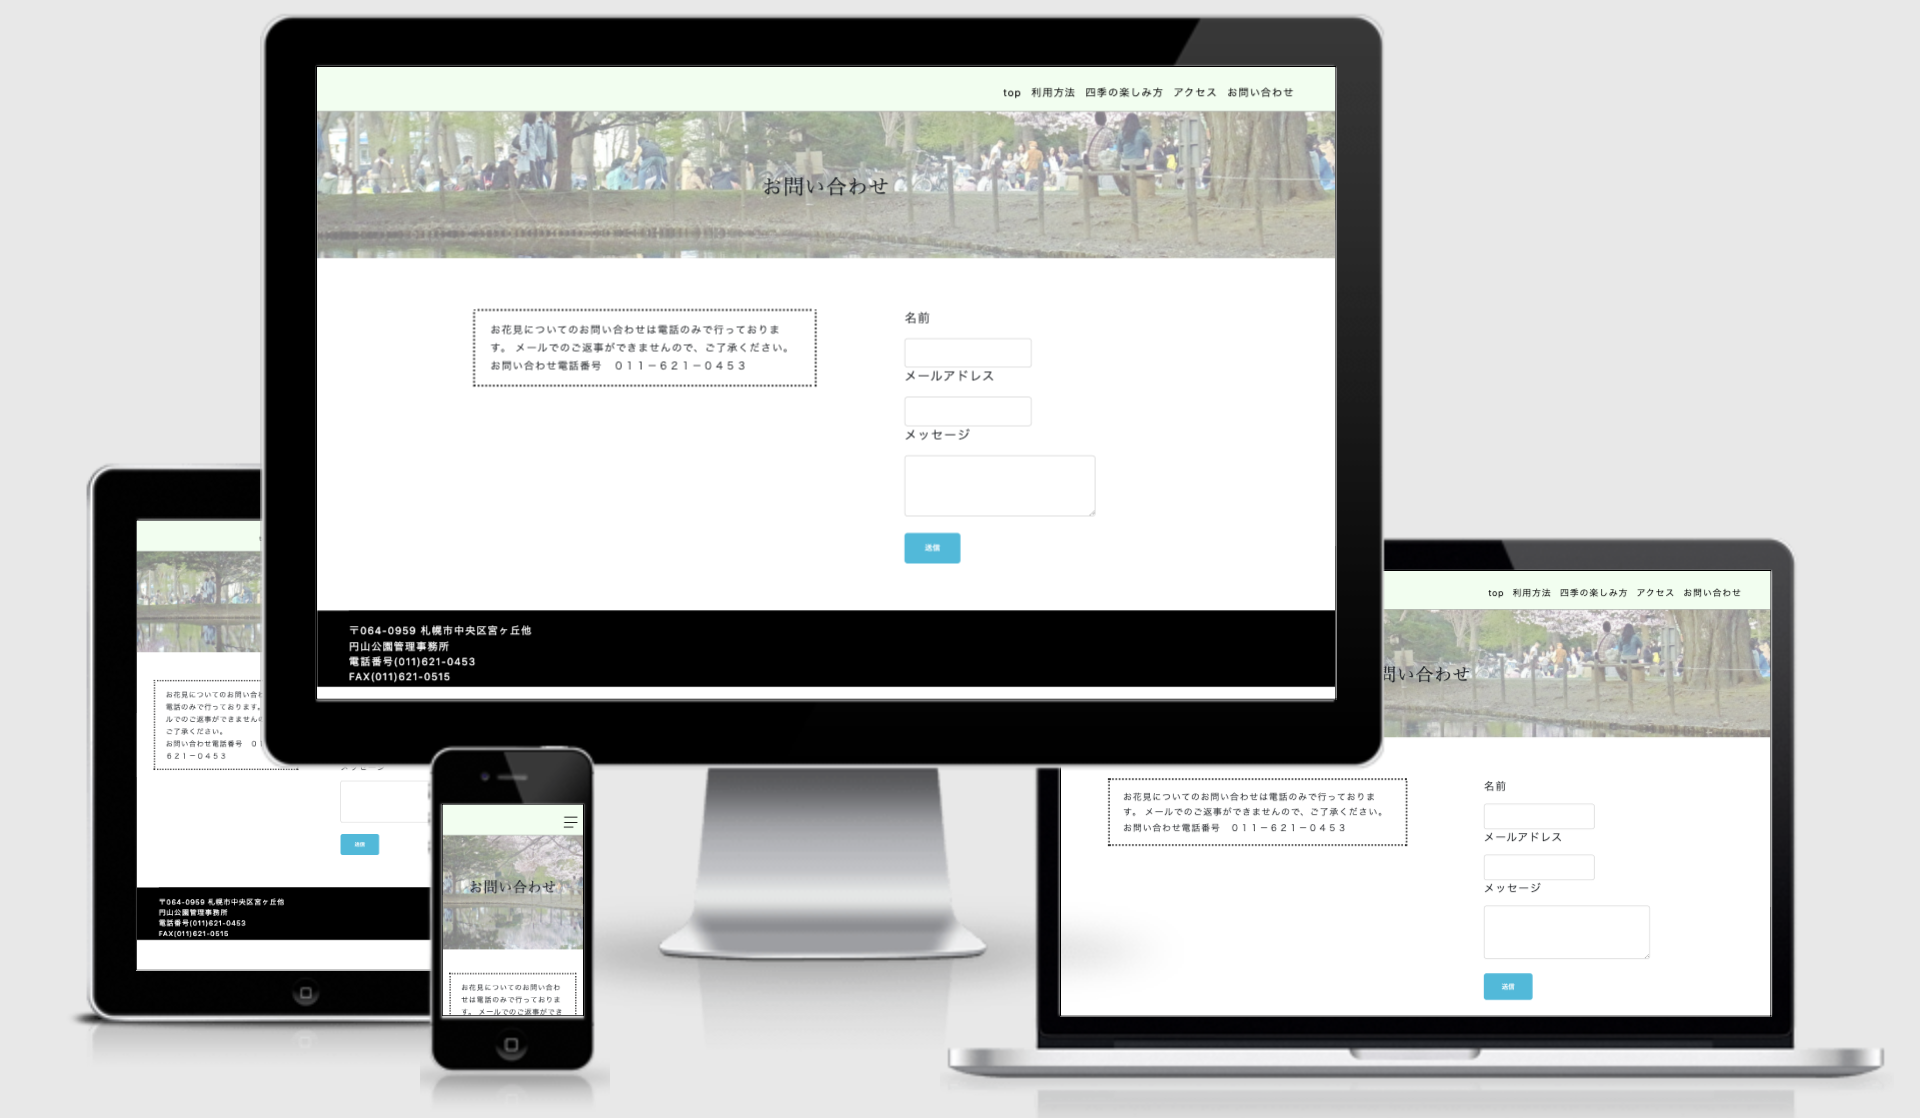 top 利用方法 四季の楽しみ方 アクセス お問い合わせ
お問い合わせ
お花見についてのお問い合わせは電話のみで行っておりま
す。 メールでのご返事ができませんので、ご了承ください。
お問い合わせ電話番号　０１１－６２１－０４５３
名前
メールアドレス
メッセージ
送信
〒064-0959 札幌市中央区宮ヶ丘他
円山公園管理事務所
電話番号(011)621-0453
FAX(011)621-0515
お花見についてのお問い合
電話のみで行っております。
ルでのご返事ができません
ご了承ください。
お問い合わせ電話番号　０
６２１－０４５３
メッセージ
送信
〒064-0959 札幌市中央区宮ヶ丘他
円山公園管理事務所
電話番号(011)621-0453
FAX(011)621-0515
お問い合わせ
お花見についてのお問い合わ
せは電話のみで行っておりま
す。 メールでのご返事ができ
top 利用方法 四季の楽しみ方 アクセス お問い合わせ
問い合わせ
お花見についてのお問い合わせは電話のみで行っておりま
す。 メールでのご返事ができませんので、ご了承ください。
お問い合わせ電話番号　０１１－６２１－０４５３
名前
メールアドレス
メッセージ
送信